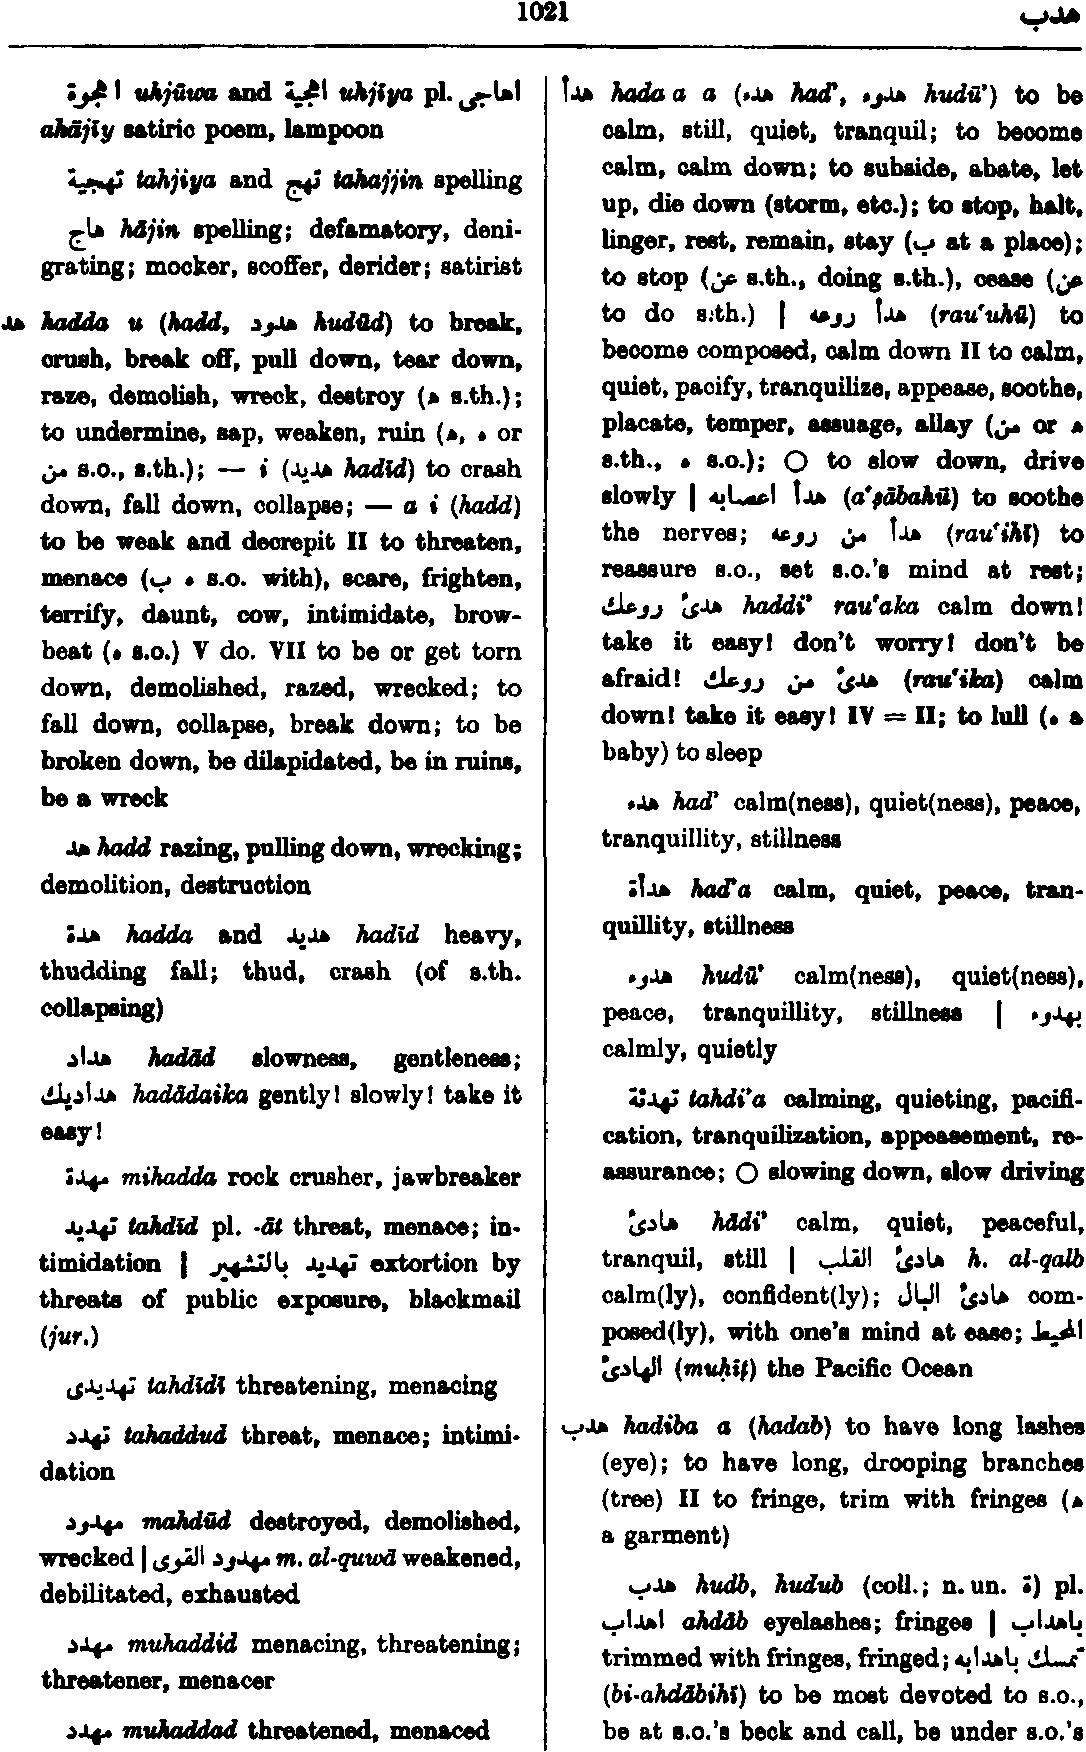 1021
هدب
اهجوة uhjūwa and اهجية uhjīya pl. اهاجى
ahājīy satiric poem, lampoon
تهجية tahjiya and تهج tahajjin spelling
هاج hājin spelling; defamatory, deni-
grating; mocker, scoffer, derider; satirist
هد hadda u (hadd, هدود hudūd) to break,
crush, break off, pull down, tear down,
raze, demolish, wreck, destroy (ه s.th.);
to undermine, sap, weaken, ruin (ه, ه or
من s.o., s.th.); — i (هديد hadīd) to crash
down, fall down, collapse; — a i (hadd)
to be weak and decrepit II to threaten,
menace (ب ه s.o. with), scare, frighten,
terrify, daunt, cow, intimidate, brow-
beat (ه s.o.) V do. VII to be or get torn
down, demolished, razed, wrecked; to
fall down, collapse, break down; to be
broken down, be dilapidated, be in ruins,
be a wreck
هد hadd razing, pulling down, wrecking;
demolition, destruction
هدة hadda and هديد hadīd heavy,
thudding fall; thud, crash (of s.th.
collapsing)
هداد hadād slowness, gentleness;
هداديك hadādaika gently! slowly! take it
easy!
مهدة mihadda rock crusher, jawbreaker
تهديد tahdīd pl. -āt threat, menace; in-
timidation | تهديد بالتشهير extortion by
threats of public exposure, blackmail
(jur.)
تهديدى tahdīdī threatening, menacing
تهدد tahaddud threat, menace; intimi-
dation
مهدود mahdūd destroyed, demolished,
wrecked | مهدود القوى m. al-quwā weakened,
debilitated, exhausted
مهدد muhaddid menacing, threatening;
threatener, menacer
مهدد muhaddad threatened, menaced
هدأ hada'a a (هدء had', هدوء hudū') to be
calm, still, quiet, tranquil; to become
calm, calm down; to subside, abate, let
up, die down (storm, etc.); to stop, halt,
linger, rest, remain, stay (ب at a place);
to stop (عن s.th., doing s.th.), cease (عن
to do s.th.) | هدأ روعه (rau'uhū) to
become composed, calm down II to calm,
quiet, pacify, tranquilize, appease, soothe,
placate, temper, assuage, allay (من or ه
s.th., ه s.o.); ○ to slow down, drive
slowly | هدأ اعصابه (a'ṣābahū) to soothe
the nerves; هدأ من روعه (rau'ihī) to
reassure s.o., set s.o.'s mind at rest;
هدئ روعك haddi' rau'aka calm down!
take it easy! don't worry! don't be
afraid! هدئ من روعك (rau'ika) calm
down! take it easy! IV = II; to lull (ه a
baby) to sleep
هدء had' calm(ness), quiet(ness), peace,
tranquillity, stillness
هدأة had'a calm, quiet, peace, tran-
quillity, stillness
هدوء hudū' calm(ness), quiet(ness),
peace, tranquillity, stillness | بهدوء
calmly, quietly
تهدئة tahdi'a calming, quieting, pacifi-
cation, tranquilization, appeasement, re-
assurance; ○ slowing down, slow driving
هادئ hādi' calm, quiet, peaceful,
tranquil, still | هادئ القلب h. al-qalb
calm(ly), confident(ly); هادئ البال com-
posed(ly), with one's mind at ease; المحيط
الهادئ (muḥīṭ) the Pacific Ocean
هدب hadiba a (hadab) to have long lashes
(eye); to have long, drooping branches
(tree) II to fringe, trim with fringes (ه
a garment)
هدب hudb, hudub (coll.; n. un. ة) pl.
اهداب ahdāb eyelashes; fringes | باهداب
trimmed with fringes, fringed; تمسك باهدابه
(bi-ahdābihī) to be most devoted to s.o.,
be at s.o.'s beck and call, be under s.o.'s